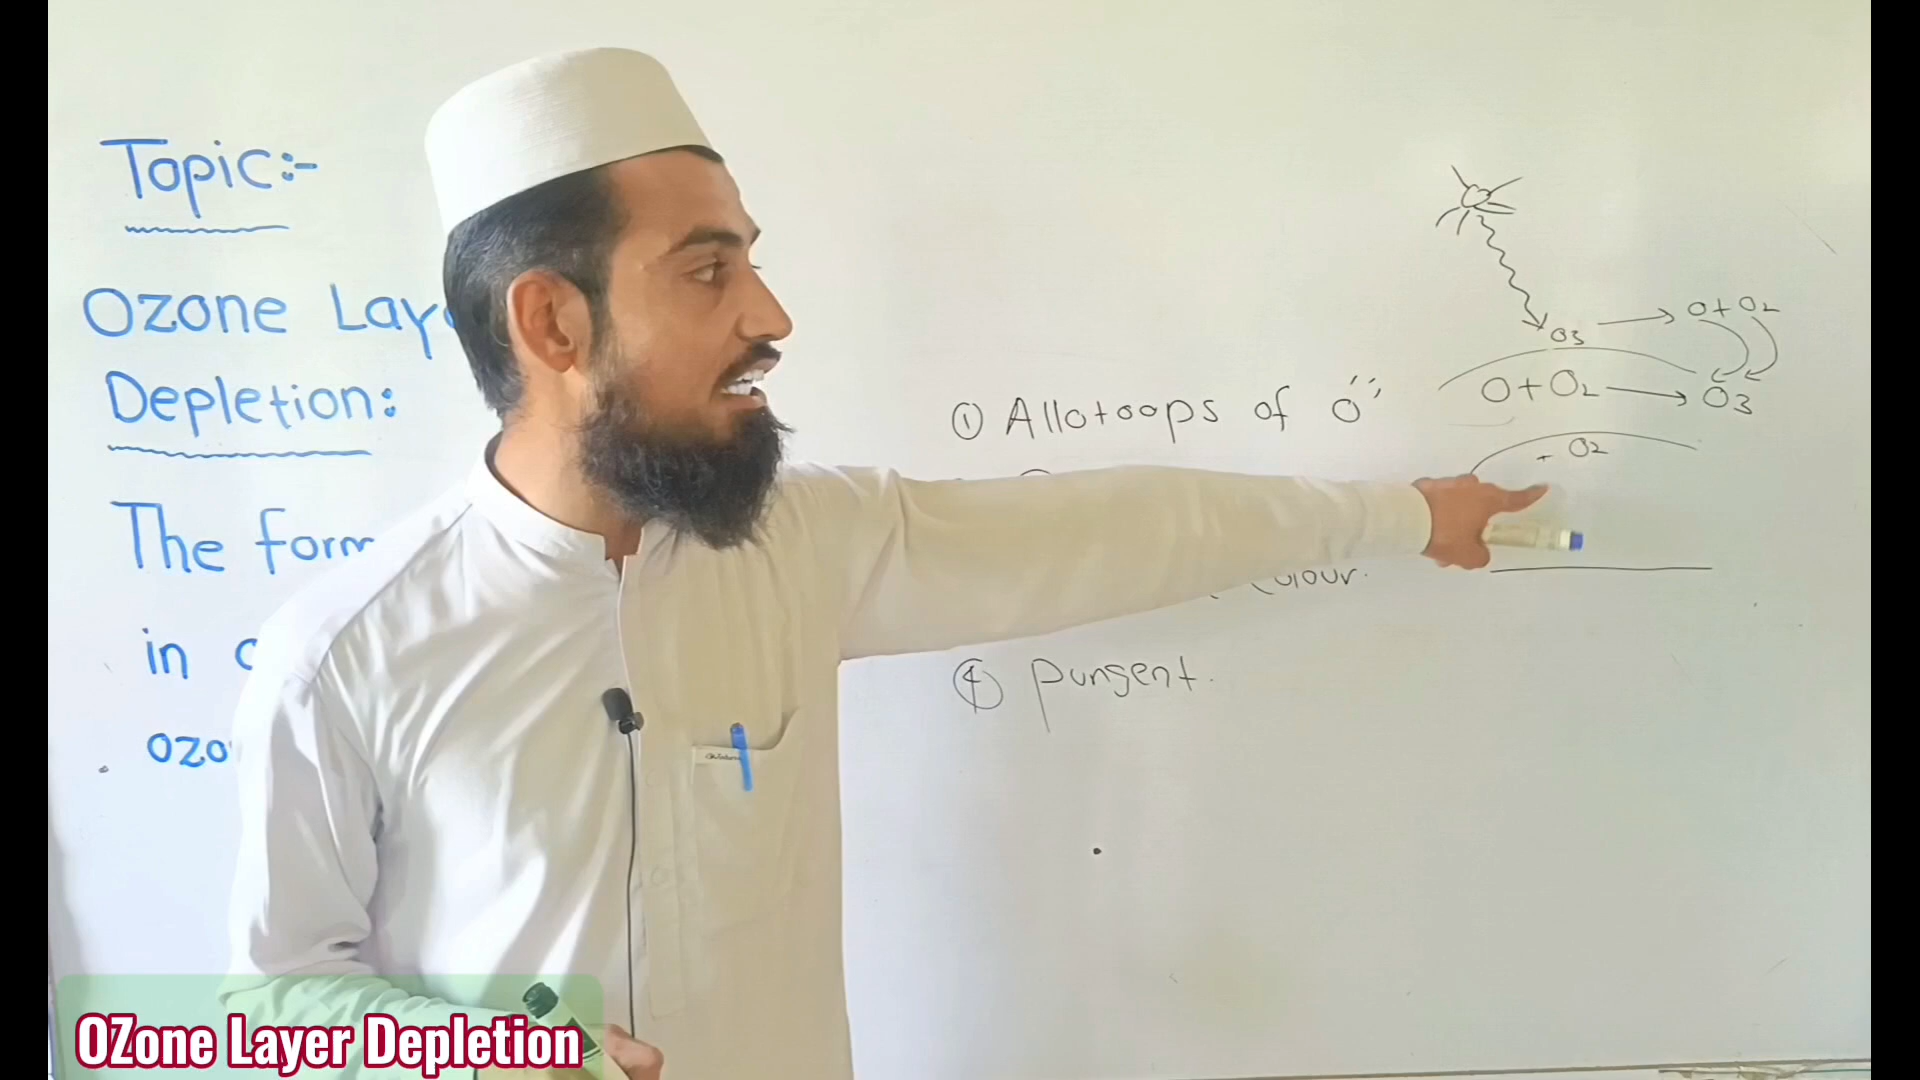 Topic:-
Ozone Lay
Depletion:
The form
in
ozo
① Allotoops of O''
colour.
④ pungent.
O3 → O + O2
O + O2 → O3
+ O2
OZone Layer Depletion